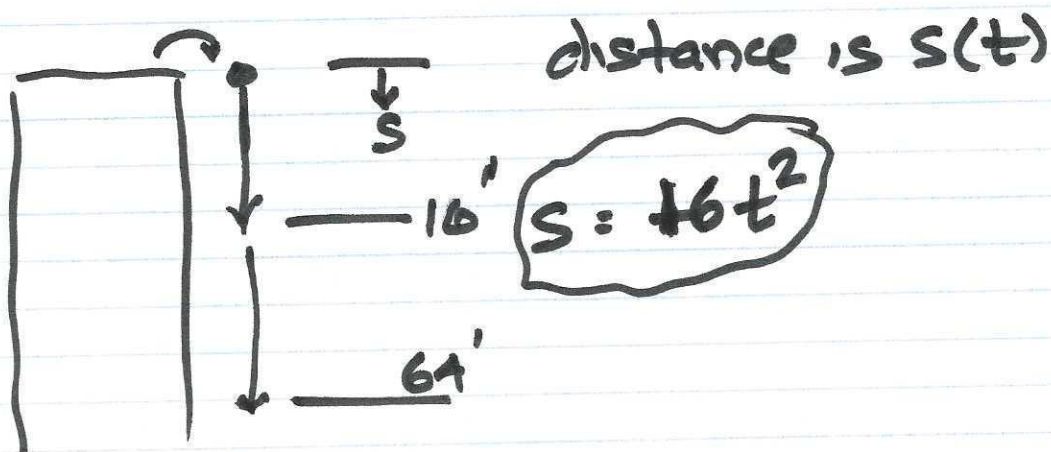 distance is s(t)
s
16'
s = 16t²
64'